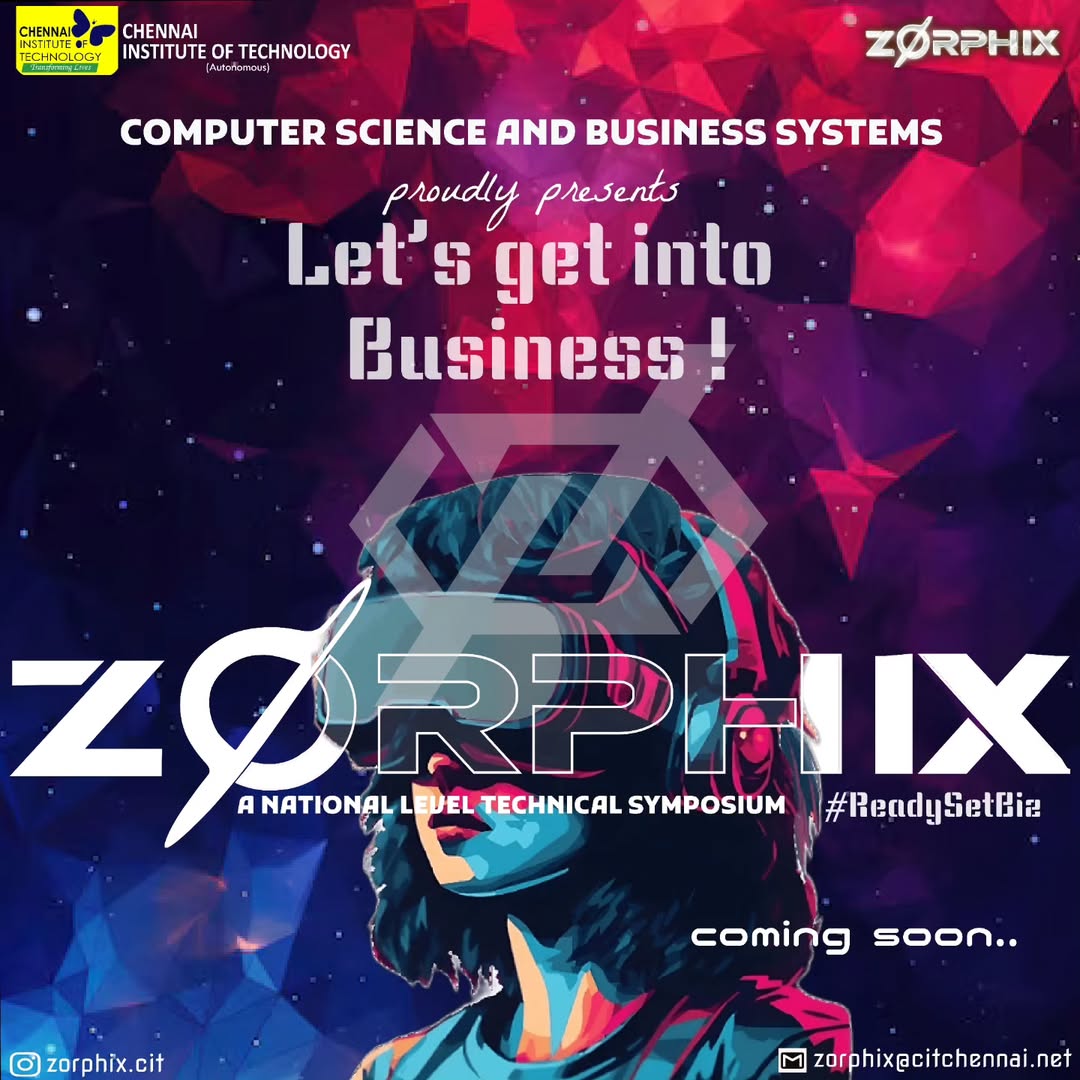 CHENNAI
INSTITUTE OF
TECHNOLOGY
Transforming Lives
CHENNAI
INSTITUTE OF TECHNOLOGY
(Autonomous)
ZØRPHIX
COMPUTER SCIENCE AND BUSINESS SYSTEMS
proudly presents
Let's get into
Business !
ZØRPHIX
A NATIONAL LEVEL TECHNICAL SYMPOSIUM
#ReadySetBiz
coming soon..
zorphix.cit
zorphix@citchennai.net